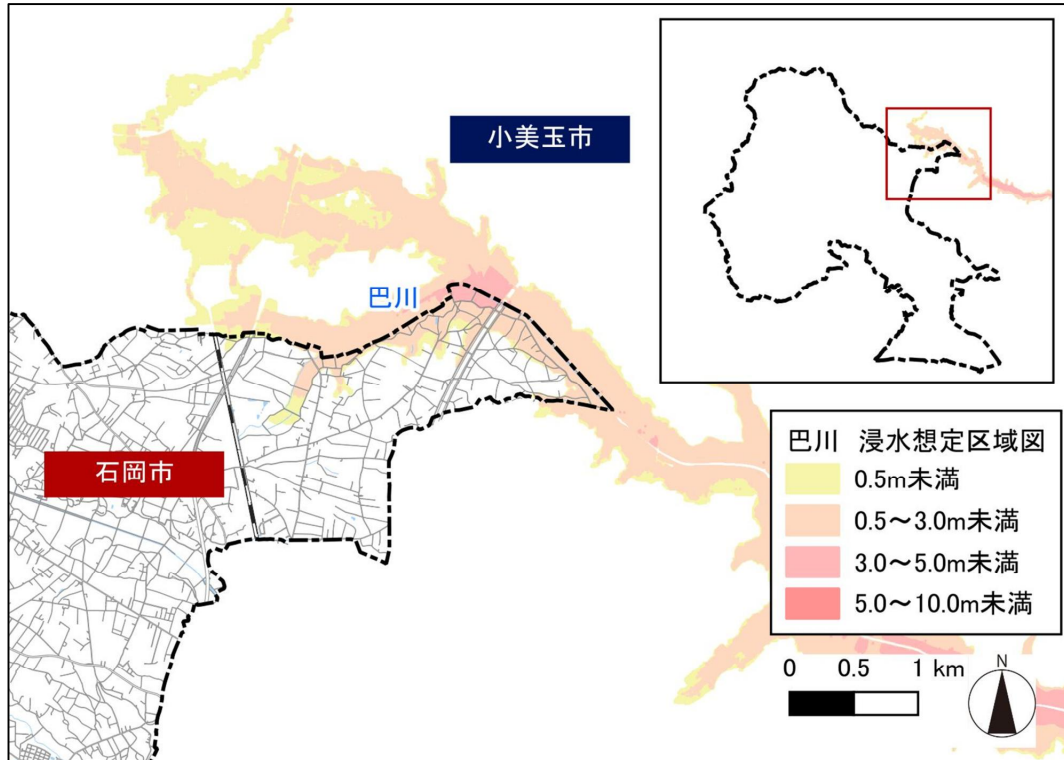 小美玉市
巴川
石岡市
巴川 浸水想定区域図
0.5m未満
0.5～3.0m未満
3.0～5.0m未満
5.0～10.0m未満
0 0.5 1 km
N